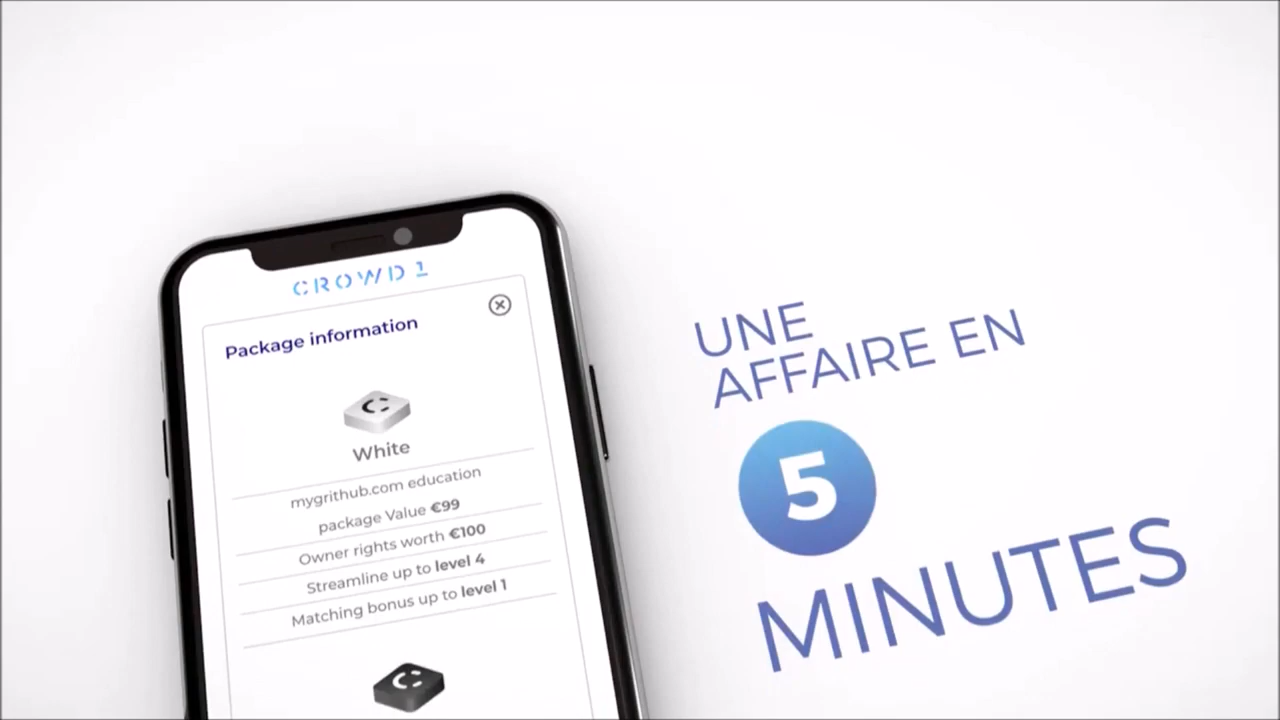 CROWD1
Package information
White
mygrithub.com education
package Value €99
Owner rights worth €100
Streamline up to level 4
Matching bonus up to level 1
UNE
AFFAIRE EN
5
MINUTES